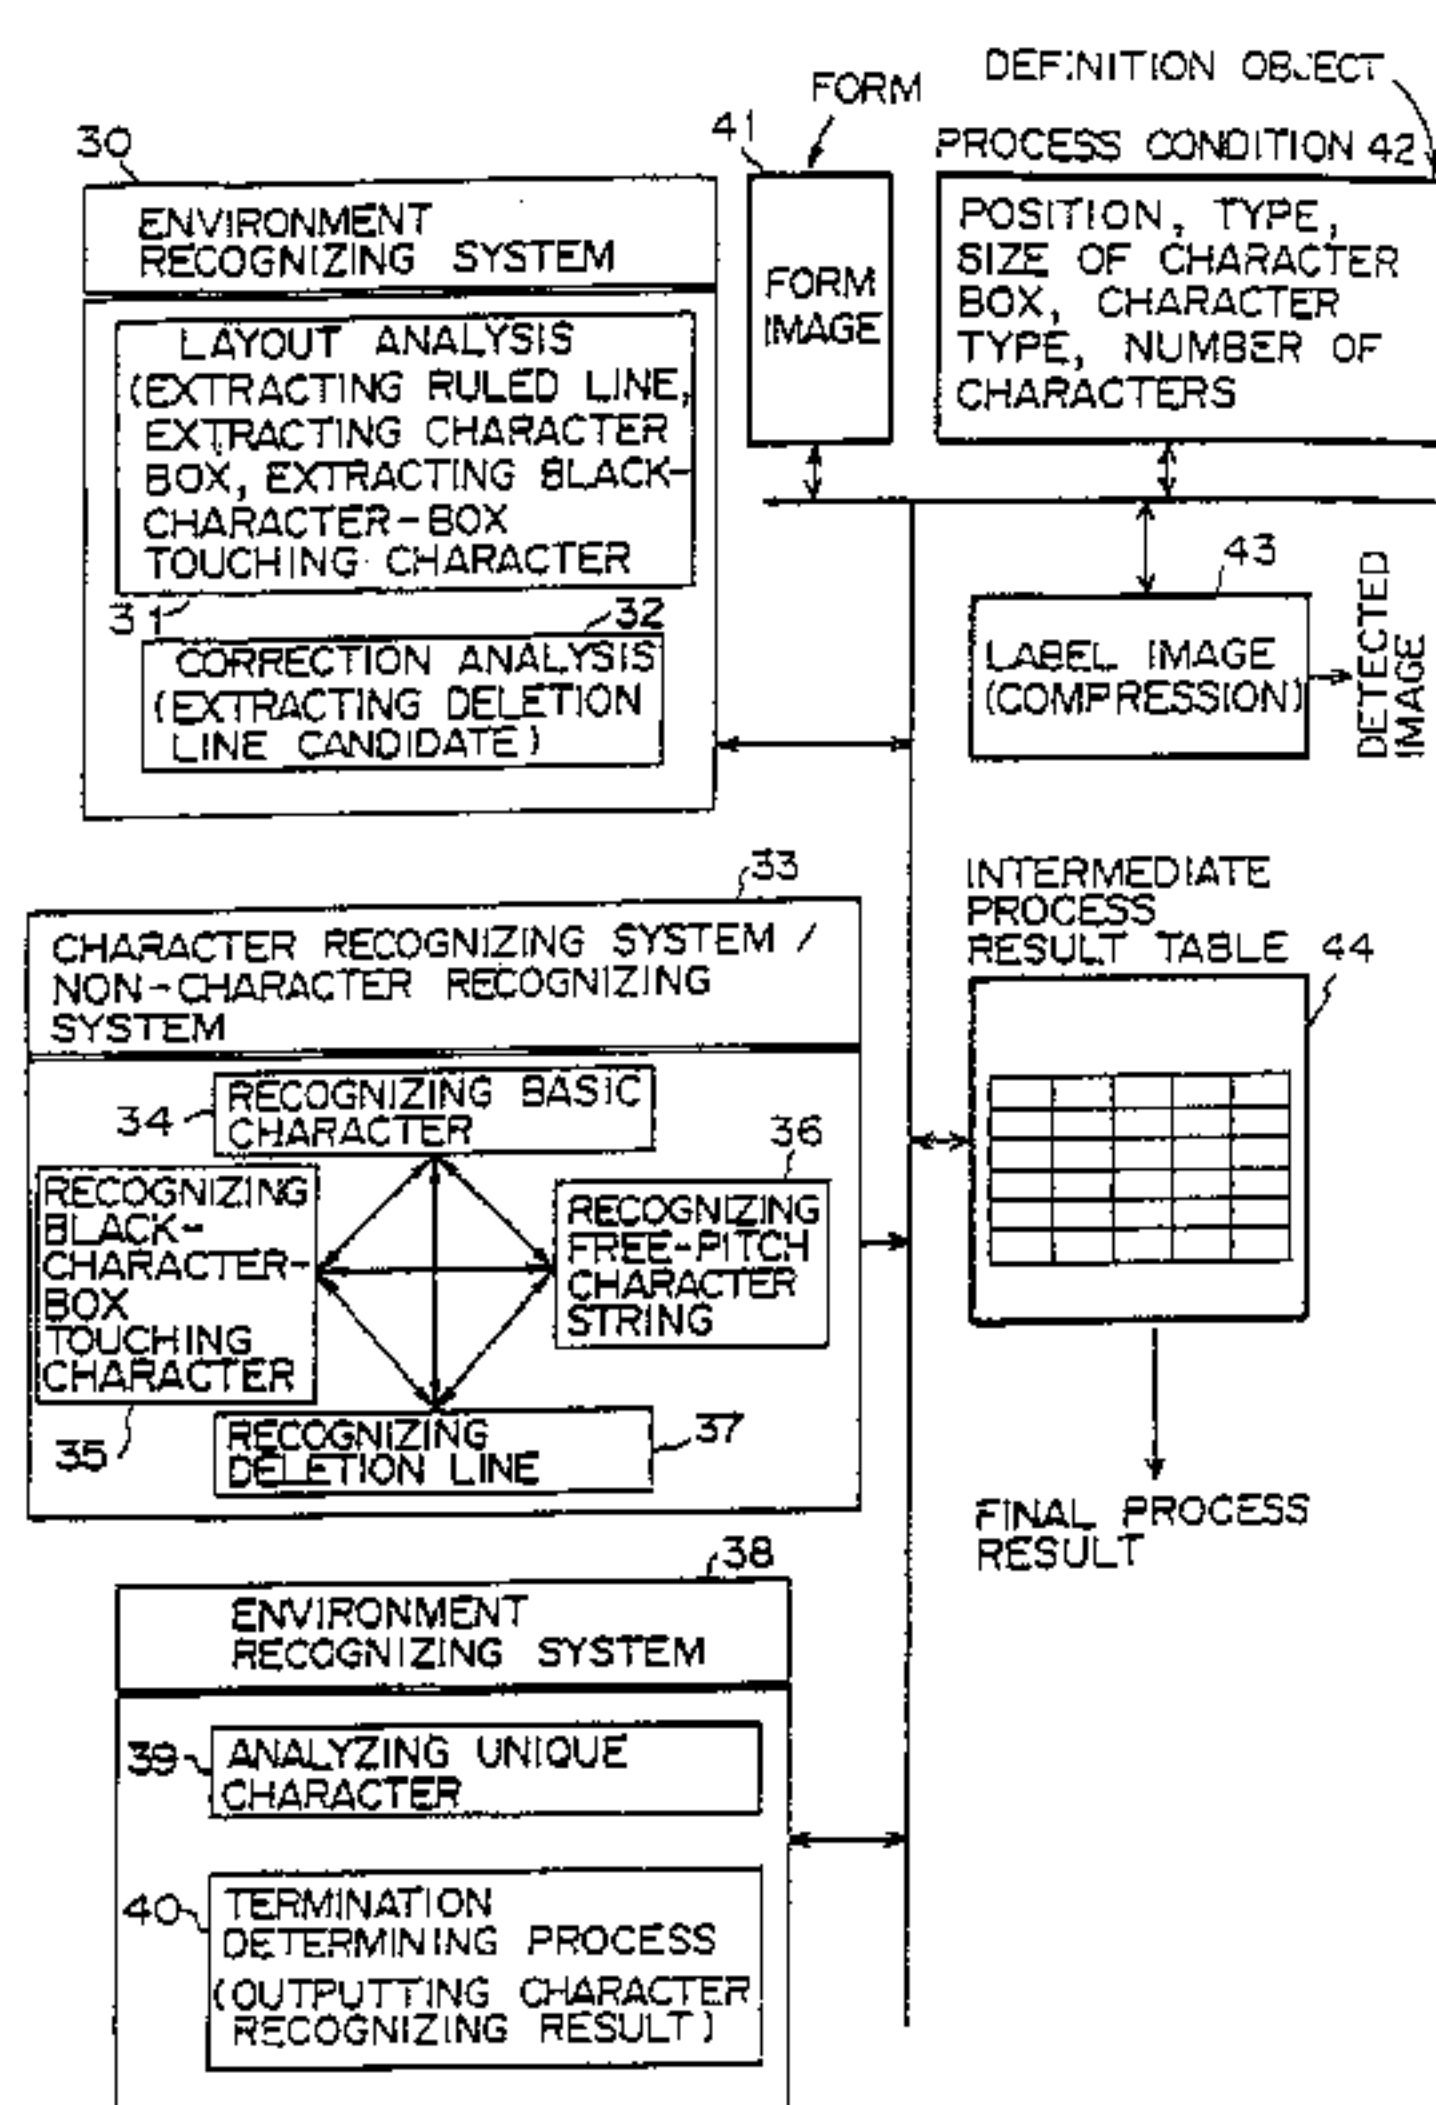 DEFINITION OBJECT
FORM
41
PROCESS CONDITION 42
30
ENVIRONMENT
RECOGNIZING SYSTEM
LAYOUT ANALYSIS
(EXTRACTING RULED LINE,
EXTRACTING CHARACTER
BOX, EXTRACTING BLACK-
CHARACTER-BOX
TOUCHING CHARACTER
31
32
CORRECTION ANALYSIS
(EXTRACTING DELETION
LINE CANDIDATE)
FORM
IMAGE
POSITION, TYPE,
SIZE OF CHARACTER
BOX, CHARACTER
TYPE, NUMBER OF
CHARACTERS
43
LABEL IMAGE
(COMPRESSION)
DETECTED
IMAGE
33
CHARACTER RECOGNIZING SYSTEM /
NON-CHARACTER RECOGNIZING
SYSTEM
34
RECOGNIZING BASIC
CHARACTER
36
RECOGNIZING
BLACK-
CHARACTER-
BOX
TOUCHING
CHARACTER
35
RECOGNIZING
FREE-PITCH
CHARACTER
STRING
RECOGNIZING
DELETION LINE
37
INTERMEDIATE
PROCESS
RESULT TABLE
44
FINAL PROCESS
RESULT
38
ENVIRONMENT
RECOGNIZING SYSTEM
39
ANALYZING UNIQUE
CHARACTER
40
TERMINATION
DETERMINING PROCESS
(OUTPUTTING CHARACTER
RECOGNIZING RESULT)